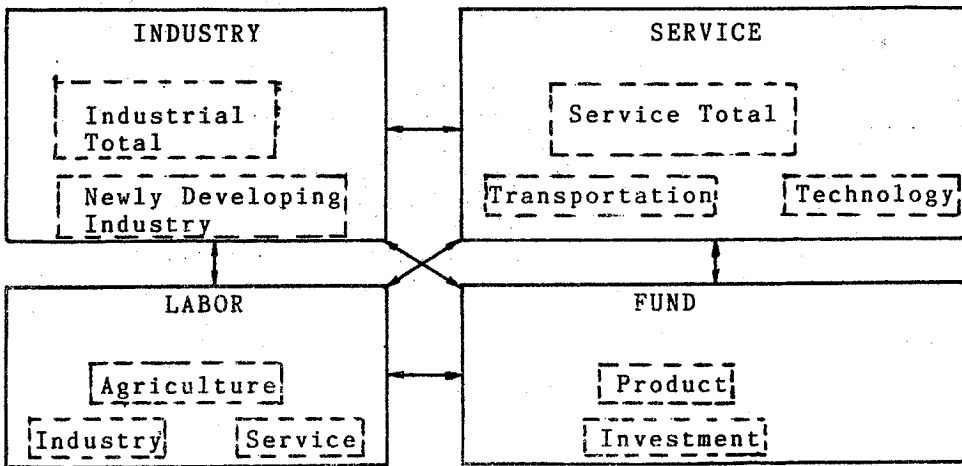 INDUSTRY
Industrial
Total
Newly Developing
Industry
SERVICE
Service Total
Transportation
Technology
LABOR
Agriculture
Industry
Service
FUND
Product
Investment